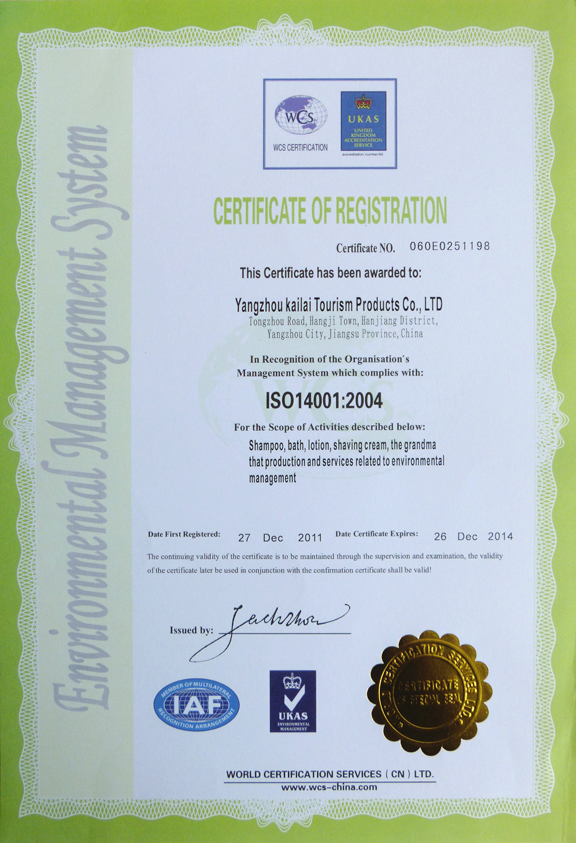 Environmental Management System
WCS
WCS CERTIFICATION
UKAS
UNITED
KINGDOM
ACCREDITATION
SERVICE
CERTIFICATE OF REGISTRATION
Certificate NO. 060E0251198
This Certificate has been awarded to:
Yangzhou kailai Tourism Products Co., LTD
Tongzhou Road, Hangji Town, Hanjiang District,
Yangzhou City, Jiangsu Province, China
In Recognition of the Organisation's
Management System which complies with:
ISO14001:2004
For the Scope of Activities described below:
Shampoo, bath, lotion, shaving cream, the grandma
that production and services related to environmental
management
Date First Registered: 27 Dec 2011 Date Certificate Expires: 26 Dec 2014
The continuing validity of the certificate is to be maintained through the supervision and examination, the validity
of the certificate later be used in conjunction with the confirmation certificate shall be valid!
Issued by:
MEMBER OF MULTILATERAL
IAF
RECOGNITION ARRANGEMENT
UKAS
ENVIRONMENTAL
MANAGEMENT
CERTIFICATION SERVICE
CERTIFICATE
SPECIAL SEAL
WORLD CERTIFICATION SERVICES ( CN ) LTD.
www.wcs-china.com